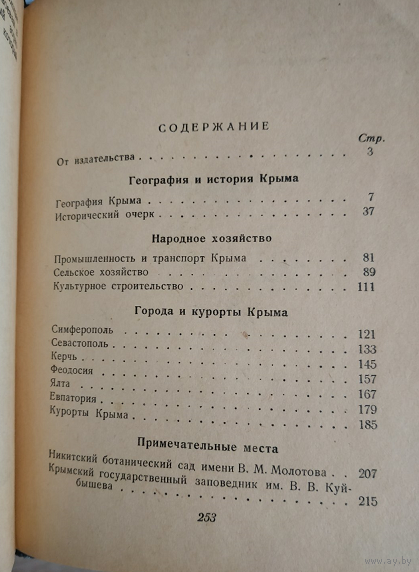 СОДЕРЖАНИЕ
Стр.
От издательства . . . . . . . . . . . . . . . 3
География и история Крыма
География Крыма . . . . . . . . . . . . . . . 7
Исторический очерк . . . . . . . . . . . . . . 37
Народное хозяйство
Промышленность и транспорт Крыма . . . . . . 81
Сельское хозяйство . . . . . . . . . . . . . . 89
Культурное строительство . . . . . . . . . . . 111
Города и курорты Крыма
Симферополь . . . . . . . . . . . . . . . . 121
Севастополь . . . . . . . . . . . . . . . . 133
Керчь . . . . . . . . . . . . . . . . . . . 145
Феодосия . . . . . . . . . . . . . . . . . . 157
Ялта . . . . . . . . . . . . . . . . . . . . 167
Евпатория . . . . . . . . . . . . . . . . . 179
Курорты Крыма . . . . . . . . . . . . . . . 185
Примечательные места
Никитский ботанический сад имени В. М. Молотова . . 207
Крымский государственный заповедник им. В. В. Куй-
бышева . . . . . . . . . . . . . . . . . . 215
253
www.ay.by